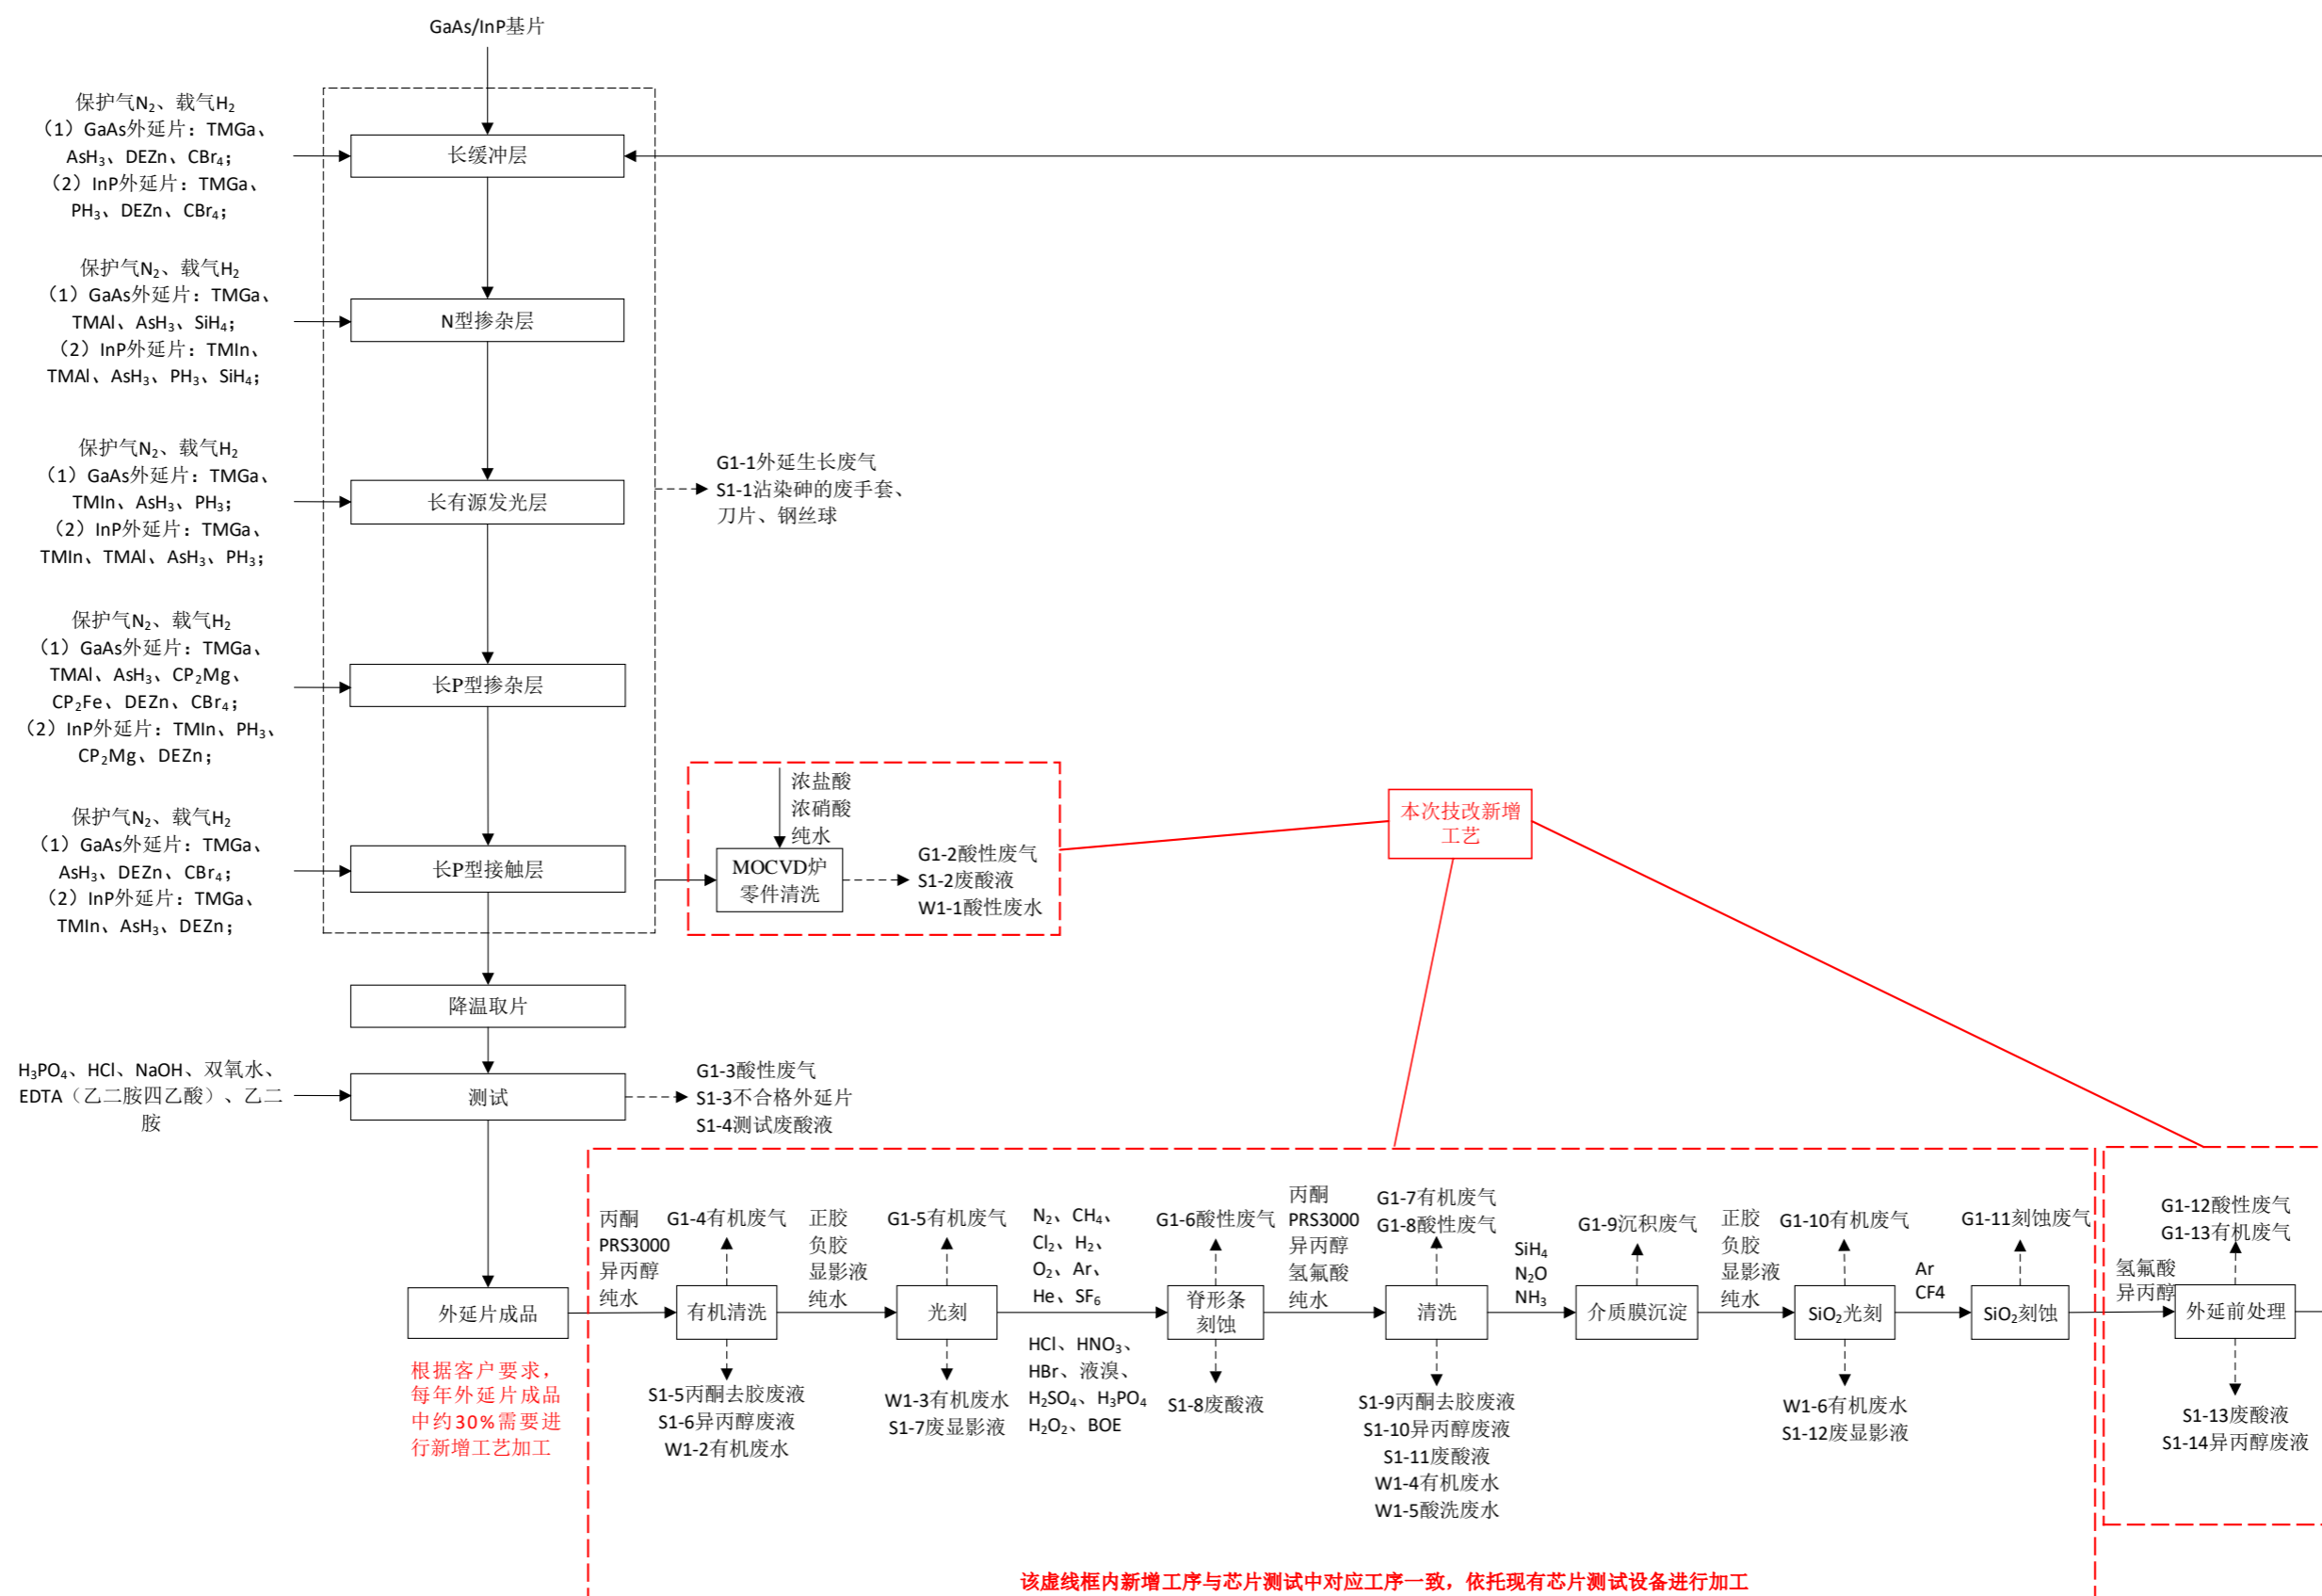 GaAs/InP基片
保护气N₂、载气H₂
（1）GaAs外延片：TMGa、
AsH₃、DEZn、CBr₄；
（2）InP外延片：TMGa、
PH₃、DEZn、CBr₄；
长缓冲层
保护气N₂、载气H₂
（1）GaAs外延片：TMGa、
TMAl、AsH₃、SiH₄；
（2）InP外延片：TMIn、
TMAl、AsH₃、PH₃、SiH₄；
N型掺杂层
保护气N₂、载气H₂
（1）GaAs外延片：TMGa、
TMIn、AsH₃、PH₃；
（2）InP外延片：TMGa、
TMIn、TMAl、AsH₃、PH₃；
长有源发光层
G1-1外延生长废气
S1-1沾染砷的废手套、
刀片、钢丝球
保护气N₂、载气H₂
（1）GaAs外延片：TMGa、
TMAl、AsH₃、CP₂Mg、
CP₂Fe、DEZn、CBr₄；
（2）InP外延片：TMIn、PH₃、
CP₂Mg、DEZn；
长P型掺杂层
保护气N₂、载气H₂
（1）GaAs外延片：TMGa、
AsH₃、DEZn、CBr₄；
（2）InP外延片：TMGa、
TMIn、AsH₃、DEZn；
长P型接触层
浓盐酸
浓硝酸
纯水
MOCVD炉
零件清洗
G1-2酸性废气
S1-2废酸液
W1-1酸性废水
本次技改新增
工艺
降温取片
H₃PO₄、HCl、NaOH、双氧水、
EDTA（乙二胺四乙酸）、乙二
胺
测试
G1-3酸性废气
S1-3不合格外延片
S1-4测试废酸液
外延片成品
根据客户要求，
每年外延片成品
中约30%需要进
行新增工艺加工
丙酮
PRS3000
异丙醇
纯水
G1-4有机废气
有机清洗
S1-5丙酮去胶废液
S1-6异丙醇废液
W1-2有机废水
正胶
负胶
显影液
纯水
G1-5有机废气
光刻
W1-3有机废水
S1-7废显影液
N₂、CH₄、
Cl₂、H₂、
O₂、Ar、
He、SF₆
HCl、HNO₃、
HBr、液溴、
H₂SO₄、H₃PO₄
H₂O₂、BOE
G1-6酸性废气
脊形条
刻蚀
S1-8废酸液
丙酮
PRS3000
异丙醇
氢氟酸
纯水
G1-7有机废气
G1-8酸性废气
清洗
S1-9丙酮去胶废液
S1-10异丙醇废液
S1-11废酸液
W1-4有机废水
W1-5酸洗废水
SiH₄
N₂O
NH₃
G1-9沉积废气
介质膜沉淀
正胶
负胶
显影液
纯水
G1-10有机废气
SiO₂光刻
W1-6有机废水
S1-12废显影液
Ar
CF4
G1-11刻蚀废气
SiO₂刻蚀
氢氟酸
异丙醇
G1-12酸性废气
G1-13有机废气
外延前处理
S1-13废酸液
S1-14异丙醇废液
该虚线框内新增工序与芯片测试中对应工序一致，依托现有芯片测试设备进行加工